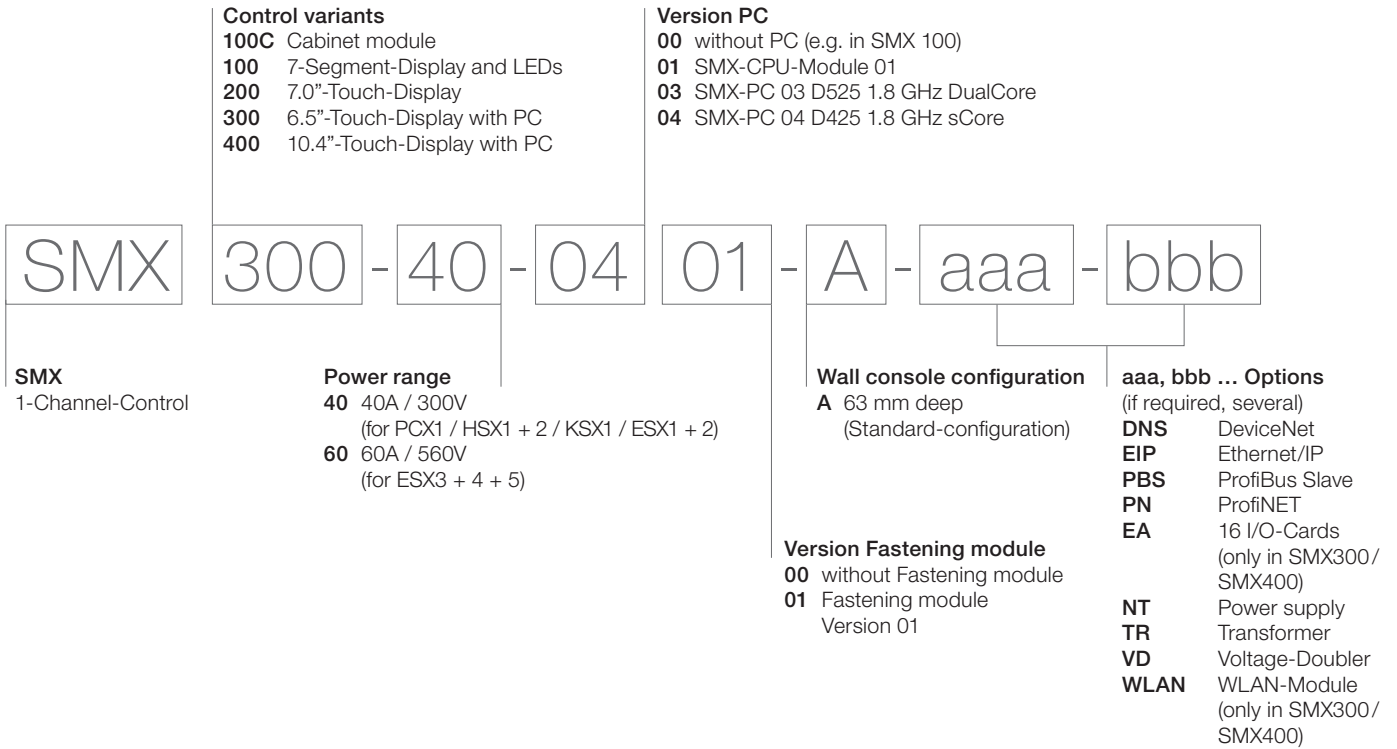 Control variants
100C Cabinet module
100 7-Segment-Display and LEDs
200 7.0”-Touch-Display
300 6.5”-Touch-Display with PC
400 10.4”-Touch-Display with PC
Version PC
00 without PC (e.g. in SMX 100)
01 SMX-CPU-Module 01
03 SMX-PC 03 D525 1.8 GHz DualCore
04 SMX-PC 04 D425 1.8 GHz sCore
SMX 300 - 40 - 04 01 - A - aaa - bbb
SMX
1-Channel-Control
Power range
40 40A / 300V
(for PCX1 / HSX1 + 2 / KSX1 / ESX1 + 2)
60 60A / 560V
(for ESX3 + 4 + 5)
Version Fastening module
00 without Fastening module
01 Fastening module
Version 01
Wall console configuration
A 63 mm deep
(Standard-configuration)
aaa, bbb … Options
(if required, several)
DNS DeviceNet
EIP Ethernet/IP
PBS ProfiBus Slave
PN ProfiNET
EA 16 I/O-Cards
(only in SMX300/
SMX400)
NT Power supply
TR Transformer
VD Voltage-Doubler
WLAN WLAN-Module
(only in SMX300/
SMX400)